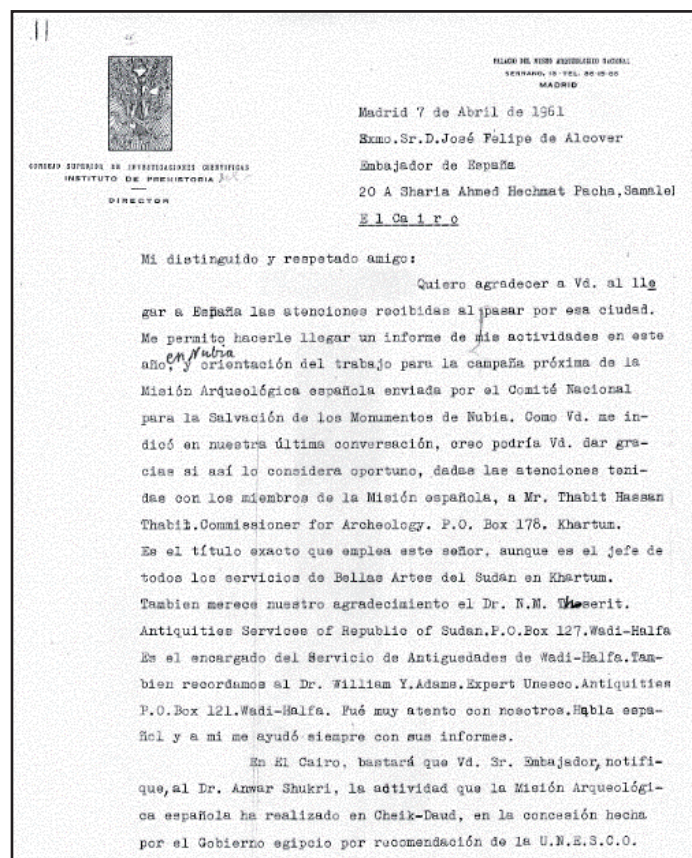 11
CONSEJO SUPERIOR DE INVESTIGACIONES CIENTIFICAS
INSTITUTO DE PREHISTORIA
DIRECTOR
PALACIO DEL MUSEO ARQUEOLOGICO NACIONAL
SERRANO, 13 - TEL.
MADRID
Madrid 7 de Abril de 1961
Exmo.Sr.D.José Felipe de Alcover
Embajador de España
20 A Sharia Ahmed Hechmat Pacha,Samalel
E l C a i r o
Mi distinguido y respetado amigo:
Quiero agradecer a Vd. al lle
gar a España las atenciones recibidas al pasar por esa ciudad.
Me permito hacerle llegar un informe de mis actividades en este
año, en Nubia y orientación del trabajo para la campaña próxima de la
Misión Arqueológica española enviada por el Comité Nacional
para la Salvación de los Monumentos de Nubia. Como Vd. me in-
dicó en nuestra última conversación, creo podría Vd. dar gra-
cias si así lo considera oportuno, dadas las atenciones teni-
das con los miembros de la Misión española, a Mr. Thabit Hassan
Thabit.Commissioner for Archeology. P.O. Box 178. Khartum.
Es el título exacto que emplea este señor, aunque es el jefe de
todos los servicios de Bellas Artes del Sudán en Khartum.
Tambien merece nuestro agradecimiento el Dr. N.M. Thserit.
Antiquities Services of Republic of Sudan.P.O.Box 127.Wadi-Halfa
Es el encargado del Servicio de Antiguedades de Wadi-Halfa.Tam-
bien recordamos al Dr. William Y.Adams.Expert Unesco.Antiquities
P.O.Box 121.Wadi-Halfa. Fué muy atento con nosotros.Habla espa-
ñol y a mi me ayudó siempre con sus informes.
En El Cairo, bastará que Vd. Sr. Embajador, notifi-
que,al Dr. Anwar Shukri, la actividad que la Misión Arqueológi-
ca española ha realizado en Cheik-Daud, en la concesión hecha
por el Gobierno egipcio por recomendación de la U.N.E.S.C.O.